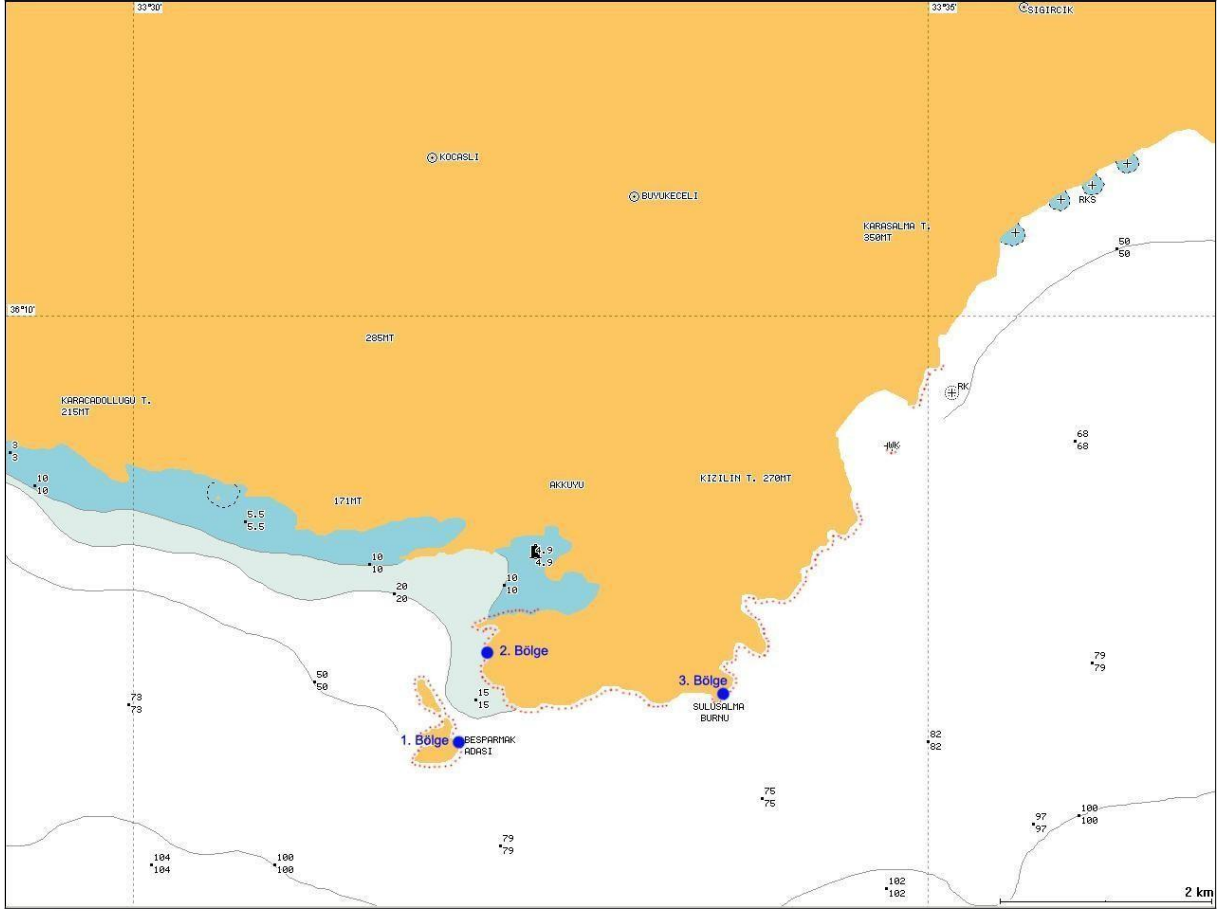 33°30'
33°35'
SIGIRCIK
KOCASLI
BUYUKECELI
RKS
KARASALMA T.
350MT
50
50
36°10'
285MT
RK
KARACADOLLUGU T.
215MT
68
68
WK
3
3
10
10
AKKUYU
KIZILIN T. 270MT
171MT
5.5
5.5
4.9
4.9
10
10
10
10
20
20
2. Bölge
79
79
50
50
3. Bölge
15
15
73
73
SULUSALMA
BURNU
1. Bölge
BESPARMAK
ADASI
82
82
75
75
97
97
100
100
79
79
104
104
100
100
102
102
2 km